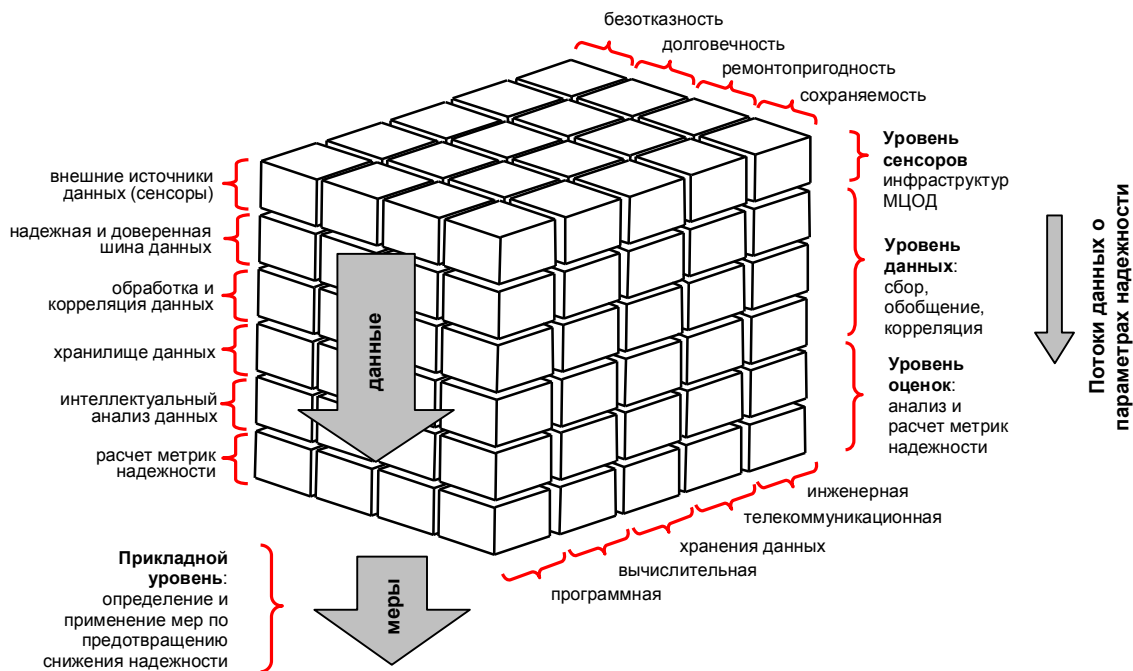 безотказность
долговечность
ремонтопригодность
сохраняемость
внешние источники
данных (сенсоры)
надежная и доверенная
шина данных
обработка и
корреляция данных
хранилище данных
интеллектуальный
анализ данных
расчет метрик
надежности
данные
Уровень
сенсоров
инфраструктур
МЦОД
Уровень
данных:
сбор,
обобщение,
корреляция
Уровень
оценок:
анализ и
расчет метрик
надежности
Потоки данных о
параметрах надежности
инженерная
телекоммуникационная
хранения данных
вычислительная
программная
Прикладной
уровень:
определение и
применение мер по
предотвращению
снижения надежности
меры